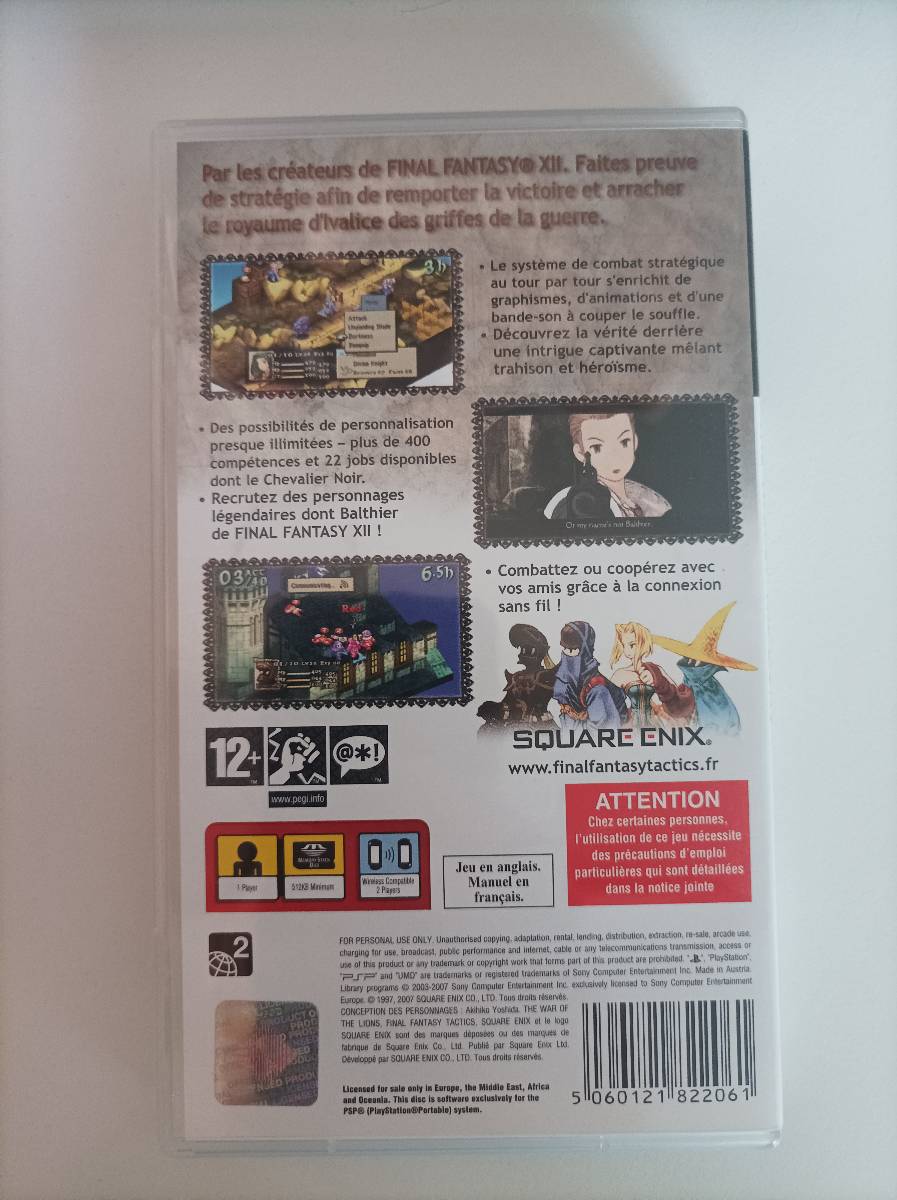 Par les créateurs de FINAL FANTASY® XII. Faites preuve
de stratégie afin de remporter la victoire et arracher
le royaume d'Ivalice des griffes de la guerre.
3h
Attack
Darkness
• Le système de combat stratégique
au tour par tour s'enrichit de
graphismes, d'animations et d'une
bande-son à couper le souffle.
• Découvrez la vérité derrière
une intrigue captivante mêlant
trahison et héroïsme.
• Des possibilités de personnalisation
presque illimitées – plus de 400
compétences et 22 jobs disponibles
dont le Chevalier Noir.
• Recrutez des personnages
légendaires dont Balthier
de FINAL FANTASY XII !
Or my name's not Balthier.
03/40
6.5h
Communicating...
• Combattez ou coopérez avec
vos amis grâce à la connexion
sans fil !
SQUARE ENIX®
www.finalfantasytactics.fr
12+™
@*!™
www.pegi.info
ATTENTION
Chez certaines personnes,
l'utilisation de ce jeu nécessite
des précautions d'emploi
particulières qui sont détaillées
dans la notice jointe
1 Player
MEMORY STICK
DUO
512KB Minimum
Wireless Compatible
2 Players
Jeu en anglais.
Manuel en
français.
2
FOR PERSONAL USE ONLY. Unauthorised copying, adaptation, rental, lending, distribution, extraction, re-sale, arcade use,
charging for use, broadcast, public performance and internet, cable or any telecommunications transmission, access or
use of this product or any trademark or copyright work that forms part of this product are prohibited. "PlayStation",
"PSP" and "UMD" are trademarks or registered trademarks of Sony Computer Entertainment Inc. Made in Austria.
Library programs © 2003-2007 Sony Computer Entertainment Inc. exclusively licensed to Sony Computer Entertainment
Europe. © 1997, 2007 SQUARE ENIX CO., LTD. Tous droits réservés.
CONCEPTION DES PERSONNAGES : Akihiko Yoshida. THE WAR OF
THE LIONS, FINAL FANTASY TACTICS, SQUARE ENIX et le logo
SQUARE ENIX sont des marques déposées ou des marques de
fabrique de Square Enix Co., Ltd. Publié par Square Enix Ltd.
Développé par SQUARE ENIX CO., LTD. Tous droits réservés.
Licensed for sale only in Europe, the Middle East, Africa
and Oceania. This disc is software exclusively for the
PSP® (PlayStation®Portable) system.
5 060121 822061